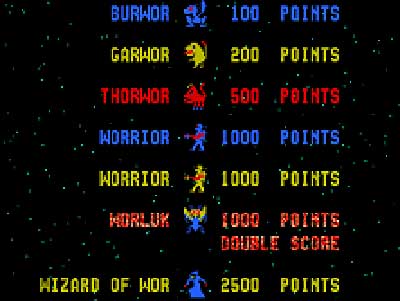 BURWOR 100 POINTS
GARWOR 200 POINTS
THORWOR 500 POINTS
WORRIOR 1000 POINTS
WORRIOR 1000 POINTS
WORLUK 1000 POINTS
DOUBLE SCORE
WIZARD OF WOR 2500 POINTS